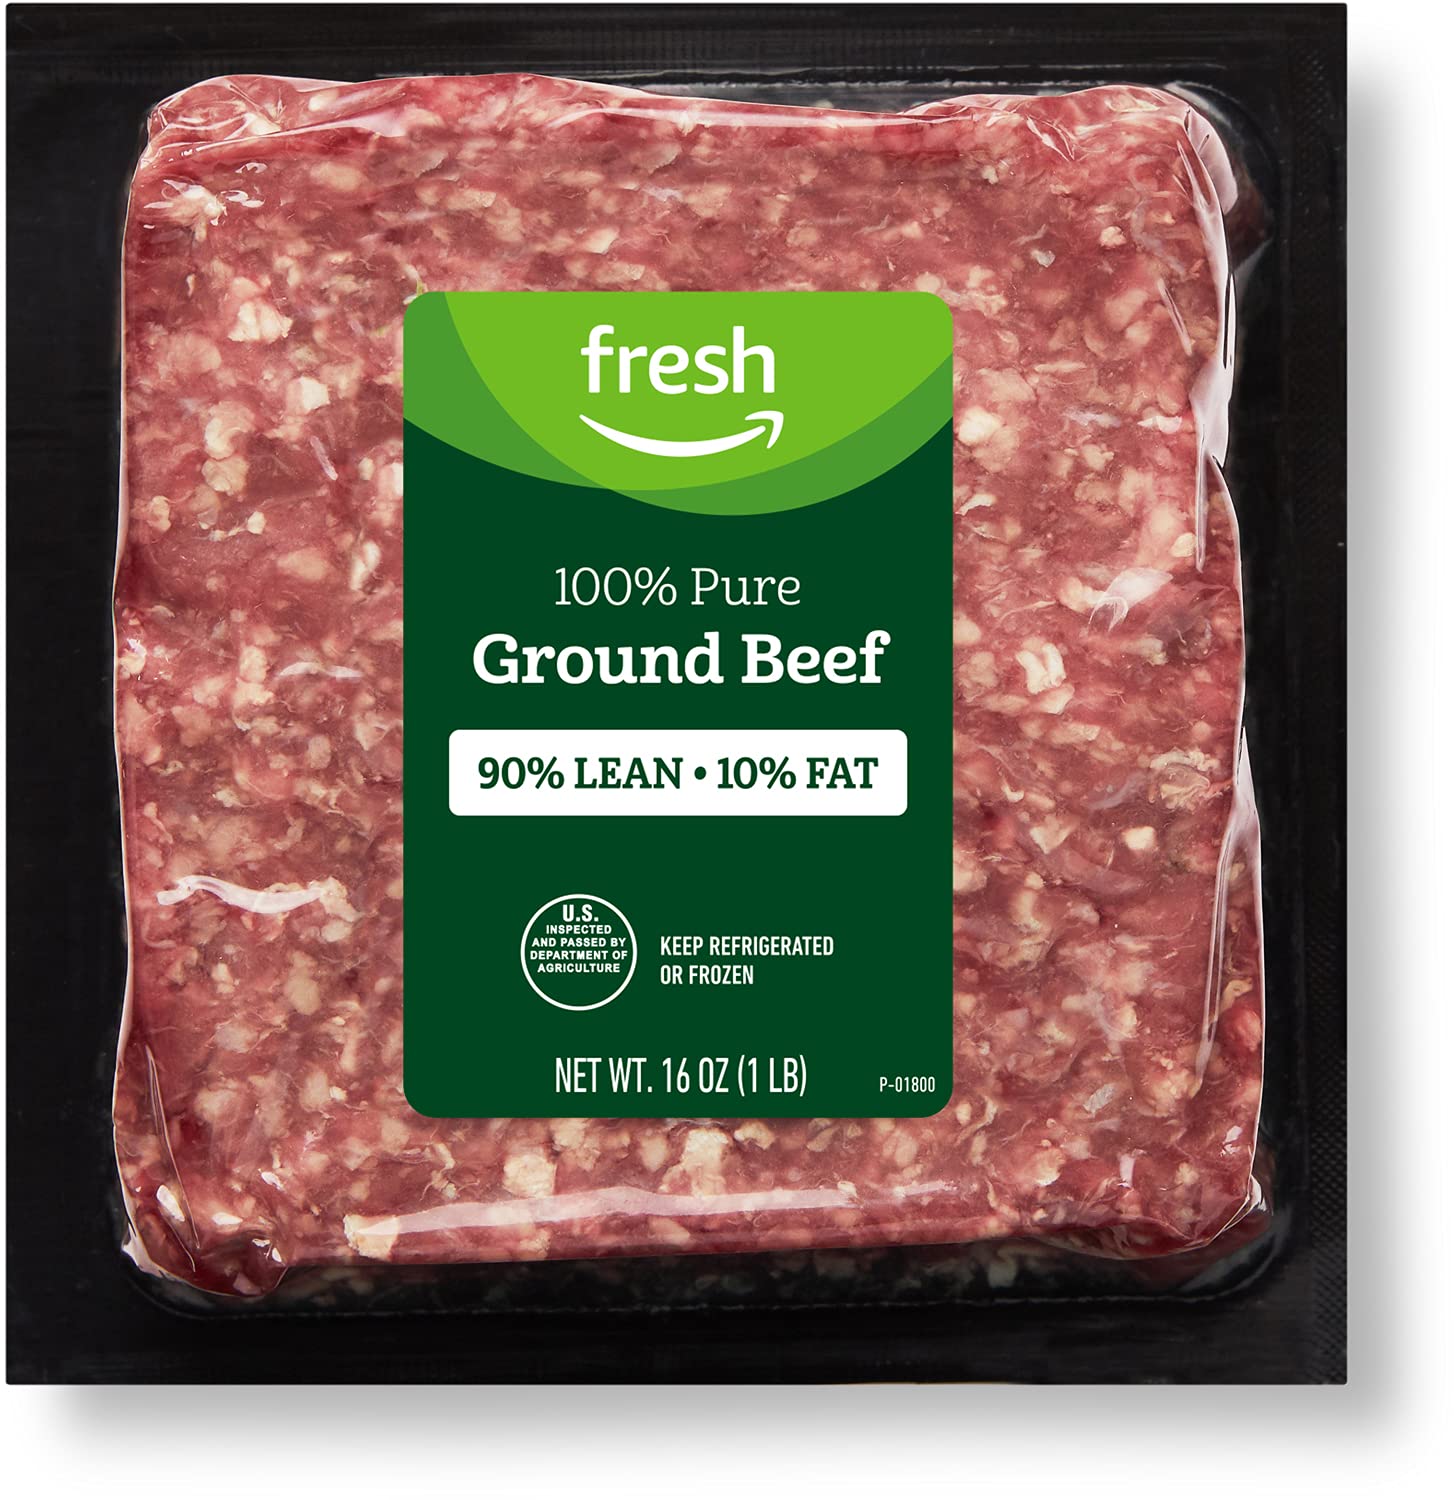 fresh
100% Pure
Ground Beef
90% LEAN • 10% FAT
U.S.
INSPECTED
AND PASSED BY
DEPARTMENT OF
AGRICULTURE
KEEP REFRIGERATED
OR FROZEN
NET WT. 16 OZ (1 LB)
P-01800